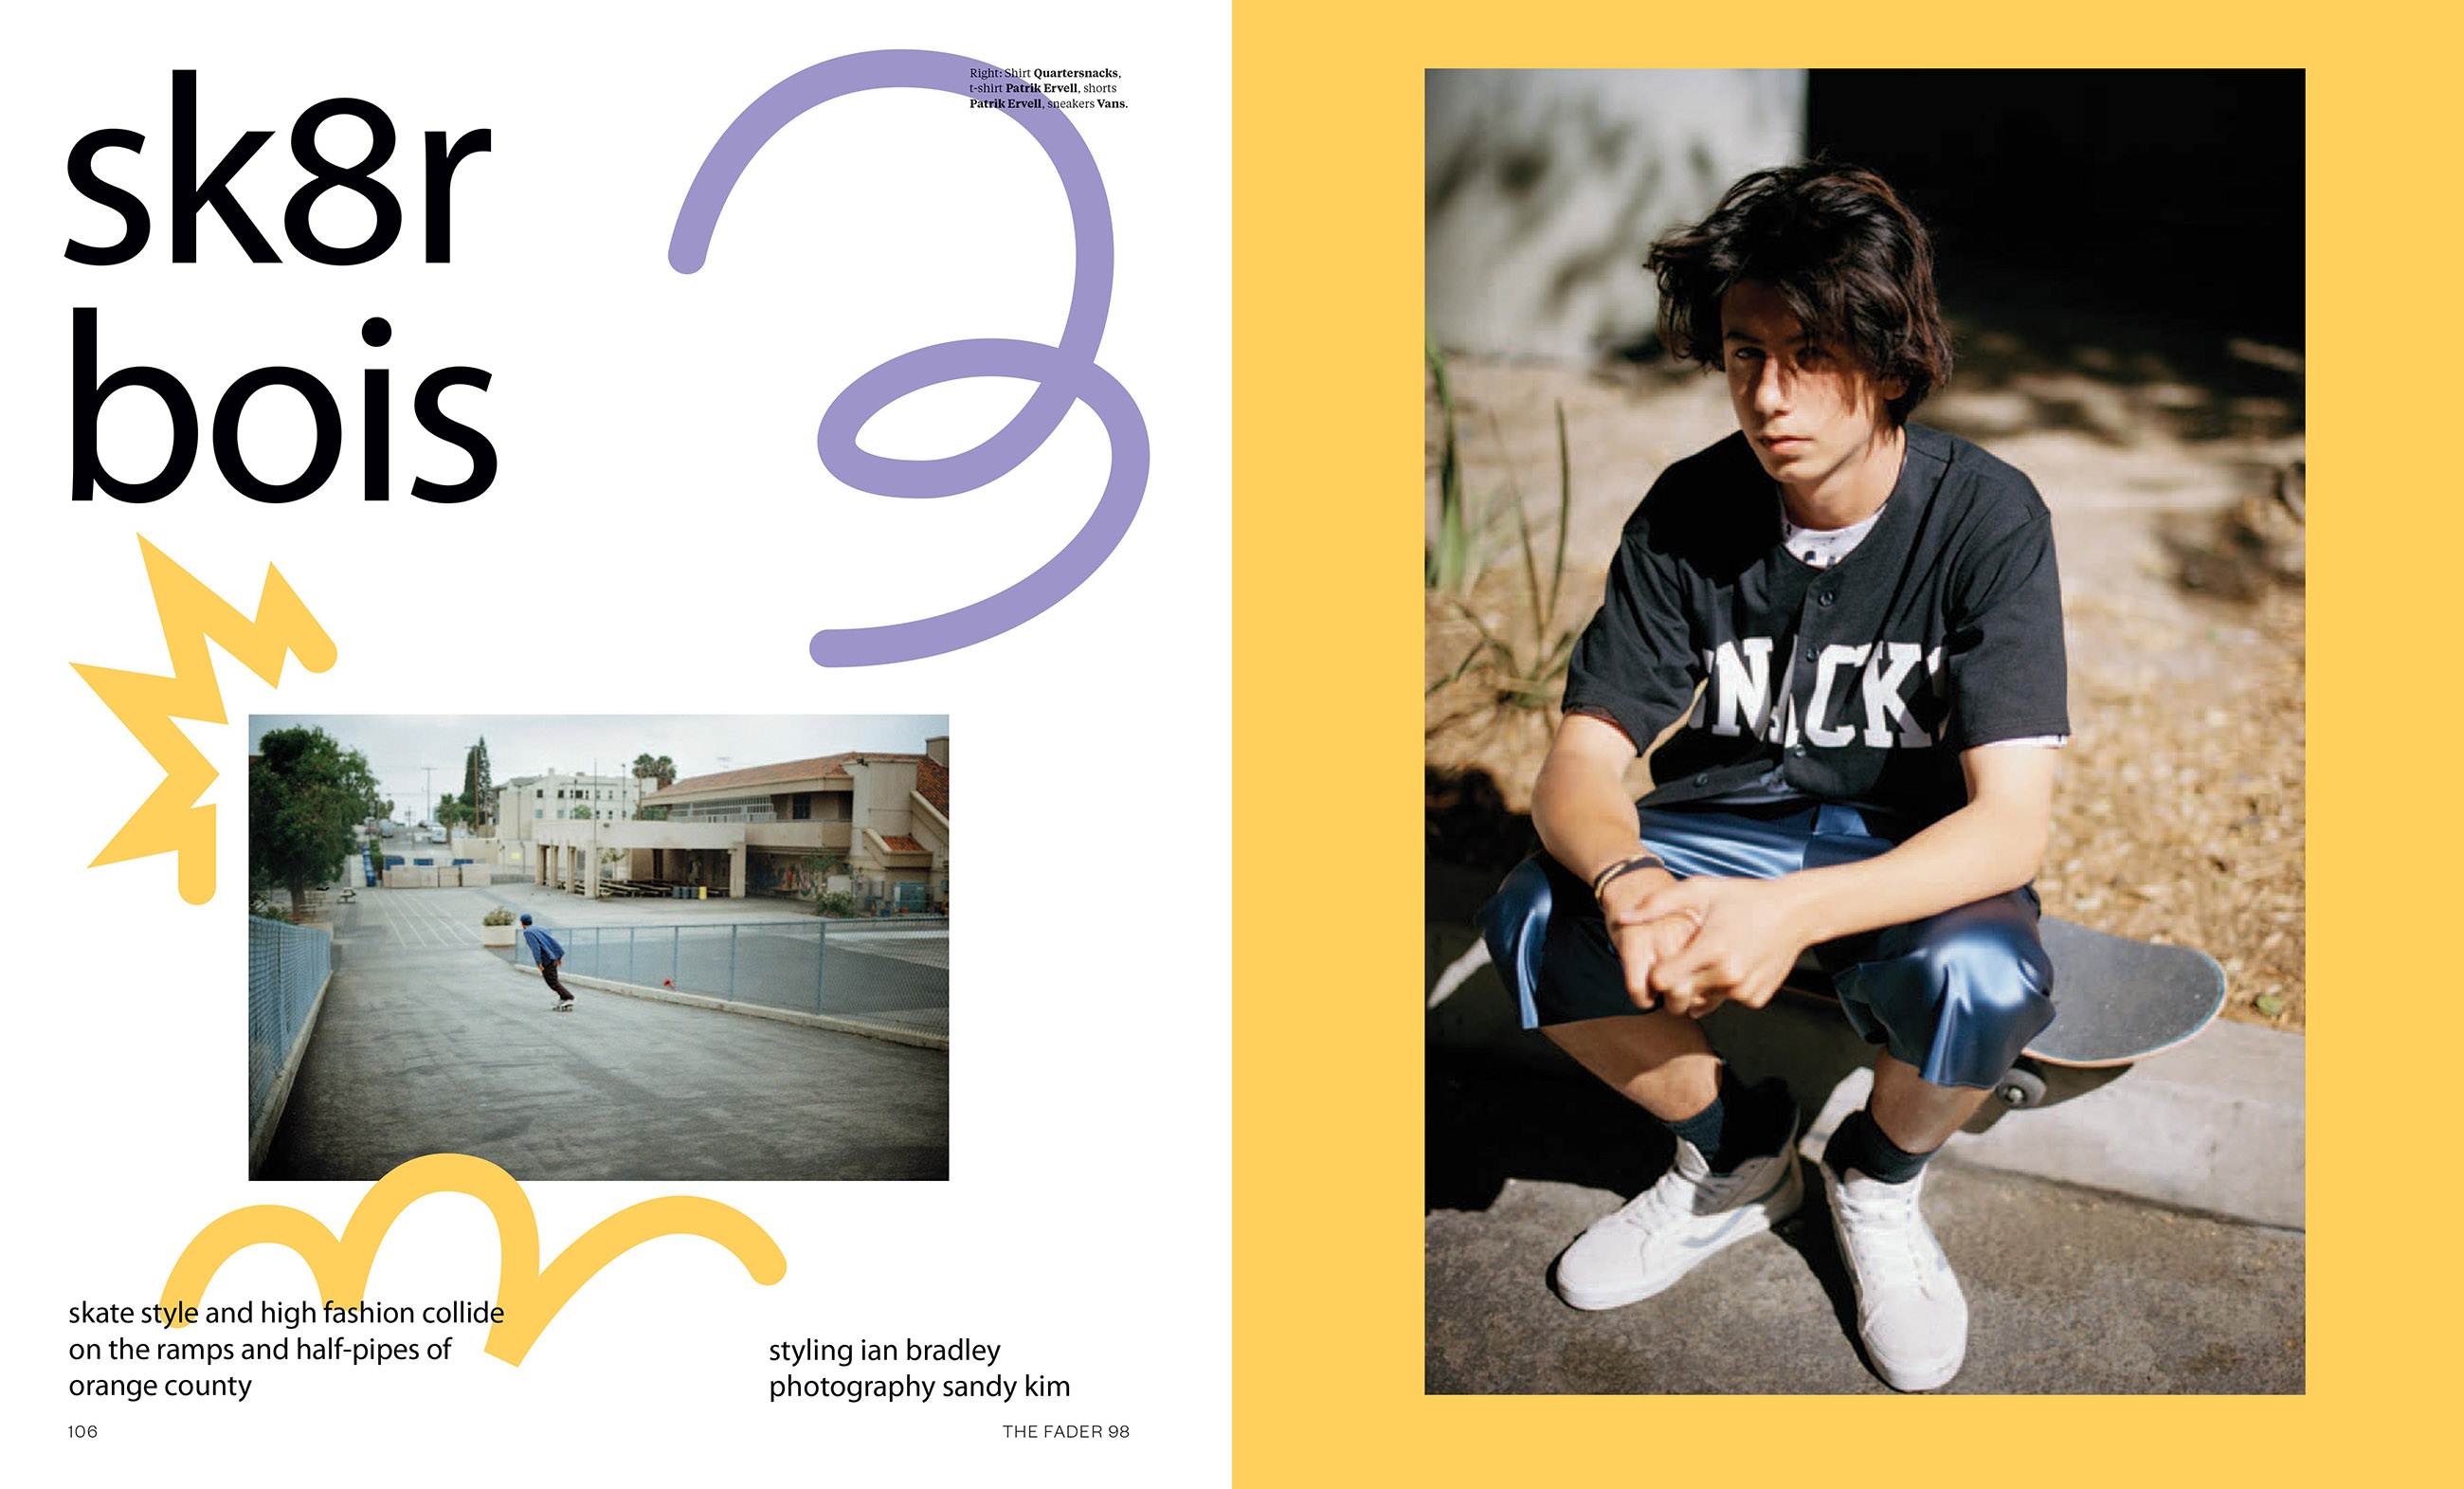 sk8r
bois
Right: Shirt Quartersnacks,
t-shirt Patrik Ervell, shorts
Patrik Ervell, sneakers Vans.
skate style and high fashion collide
on the ramps and half-pipes of
orange county
styling ian bradley
photography sandy kim
106
THE FADER 98
NACK